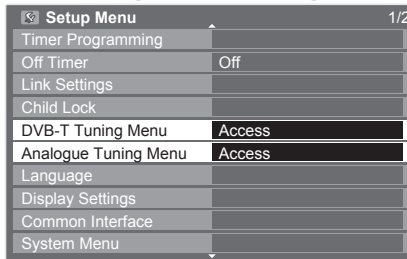 Setup Menu 1/2
Timer Programming
Off Timer Off
Link Settings
Child Lock
DVB-T Tuning Menu Access
Analogue Tuning Menu Access
Language
Display Settings
Common Interface
System Menu